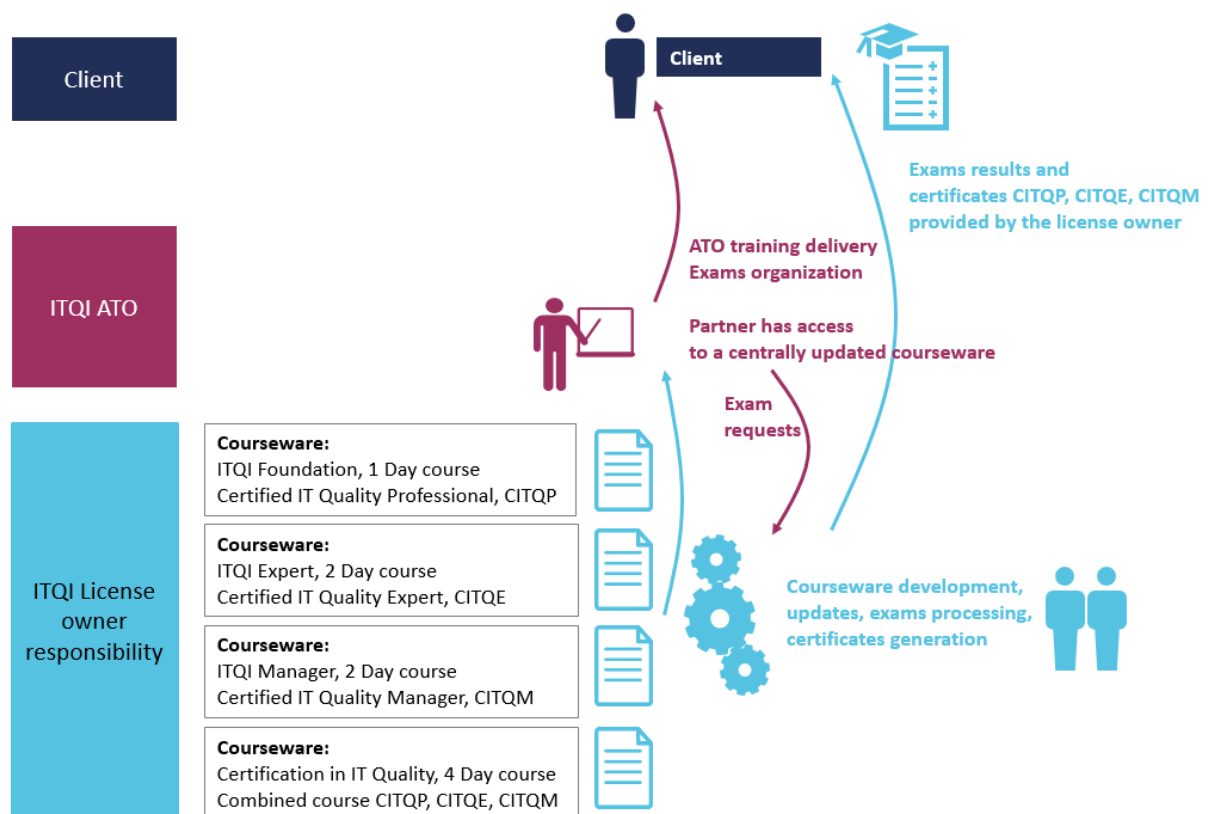 Client
Client
Exams results and
certificates CITQP, CITQE, CITQM
provided by the license owner
ITQI ATO
ATO training delivery
Exams organization
Partner has access
to a centrally updated courseware
Exam
requests
ITQI License
owner
responsibility
Courseware:
ITQI Foundation, 1 Day course
Certified IT Quality Professional, CITQP
Courseware:
ITQI Expert, 2 Day course
Certified IT Quality Expert, CITQE
Courseware:
ITQI Manager, 2 Day course
Certified IT Quality Manager, CITQM
Courseware:
Certification in IT Quality, 4 Day course
Combined course CITQP, CITQE, CITQM
Courseware development,
updates, exams processing,
certificates generation